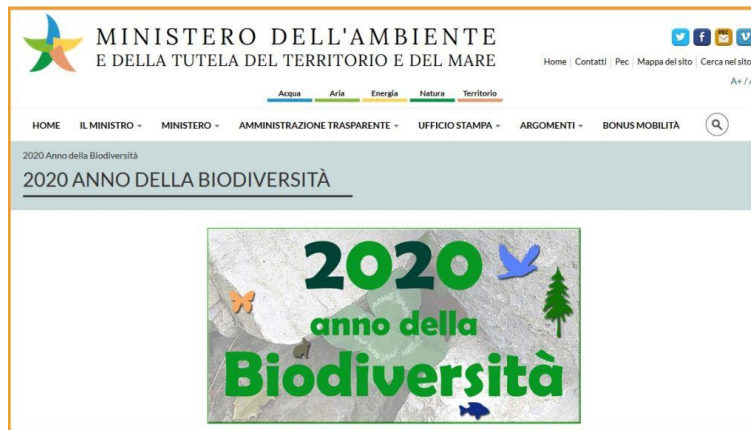 MINISTERO DELL'AMBIENTE
E DELLA TUTELA DEL TERRITORIO E DEL MARE
PEC
Home Contatti Pec Mappa del sito Cerca nel sito
A+ /
Acqua Aria Energia Natura Territorio
HOME IL MINISTRO MINISTERO AMMINISTRAZIONE TRASPARENTE UFFICIO STAMPA ARGOMENTI BONUS MOBILITÀ
2020 Anno della Biodiversità
2020 ANNO DELLA BIODIVERSITÀ
2020
anno della
Biodiversità